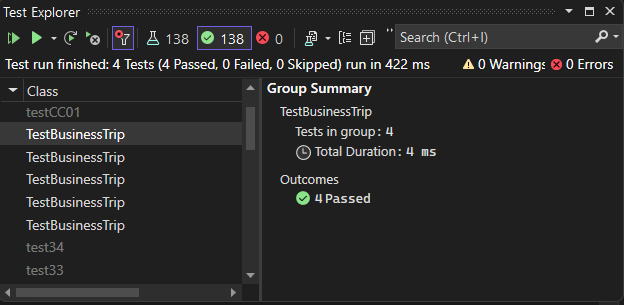 Test Explorer
138 138 0 " Search (Ctrl+I)
Test run finished: 4 Tests (4 Passed, 0 Failed, 0 Skipped) run in 422 ms 0 Warnings 0 Errors
Class
testCC01
TestBusinessTrip
TestBusinessTrip
TestBusinessTrip
TestBusinessTrip
TestBusinessTrip
test34
test33
Group Summary
TestBusinessTrip
Tests in group: 4
Total Duration: 4 ms
Outcomes
4 Passed